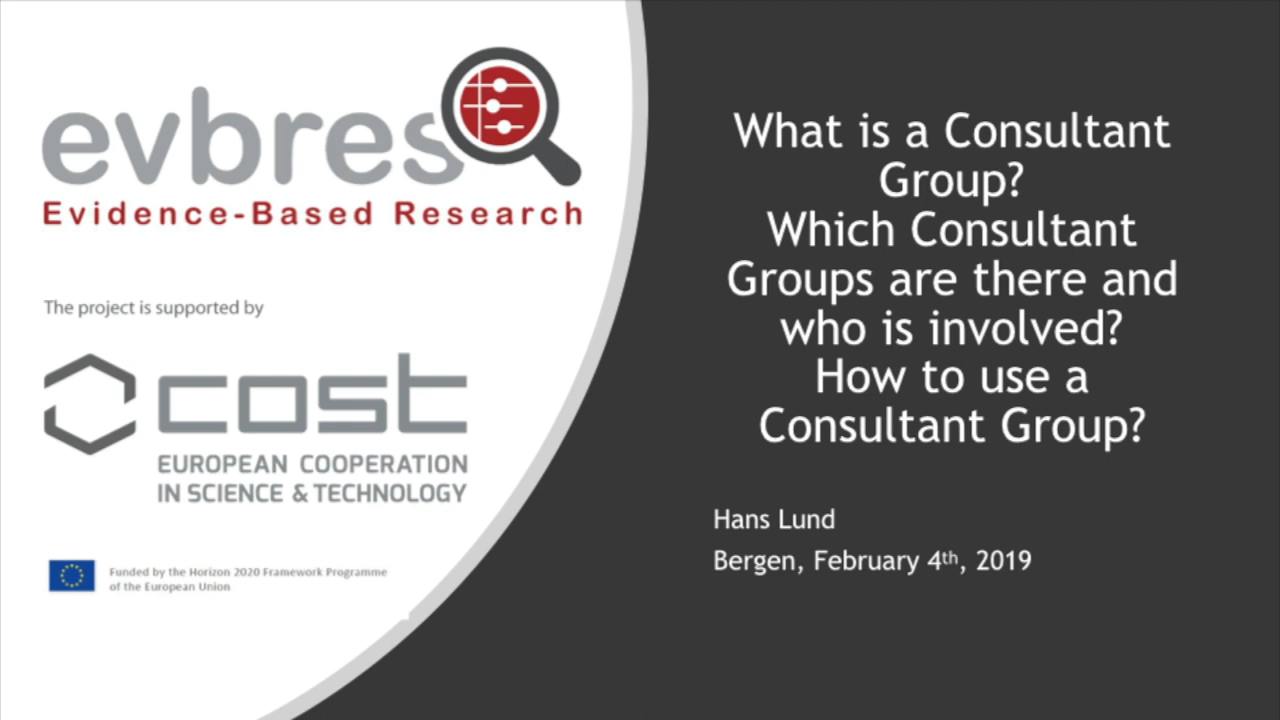 evbres
Evidence-Based Research
The project is supported by
cost
EUROPEAN COOPERATION
IN SCIENCE & TECHNOLOGY
Funded by the Horizon 2020 Framework Programme
of the European Union
What is a Consultant
Group?
Which Consultant
Groups are there and
who is involved?
How to use a
Consultant Group?
Hans Lund
Bergen, February 4th, 2019